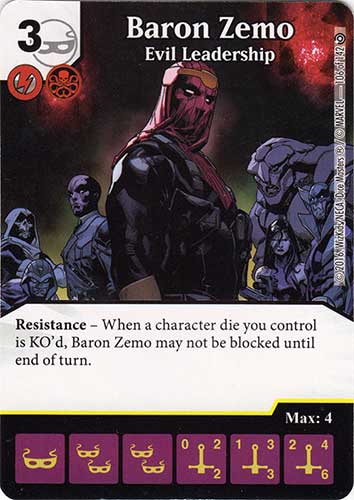 3
Baron Zemo
Evil Leadership
Resistance – When a character die you control
is KO’d, Baron Zemo may not be blocked until
end of turn.
Max: 4
0 2 2
1 3 3
2 4 6